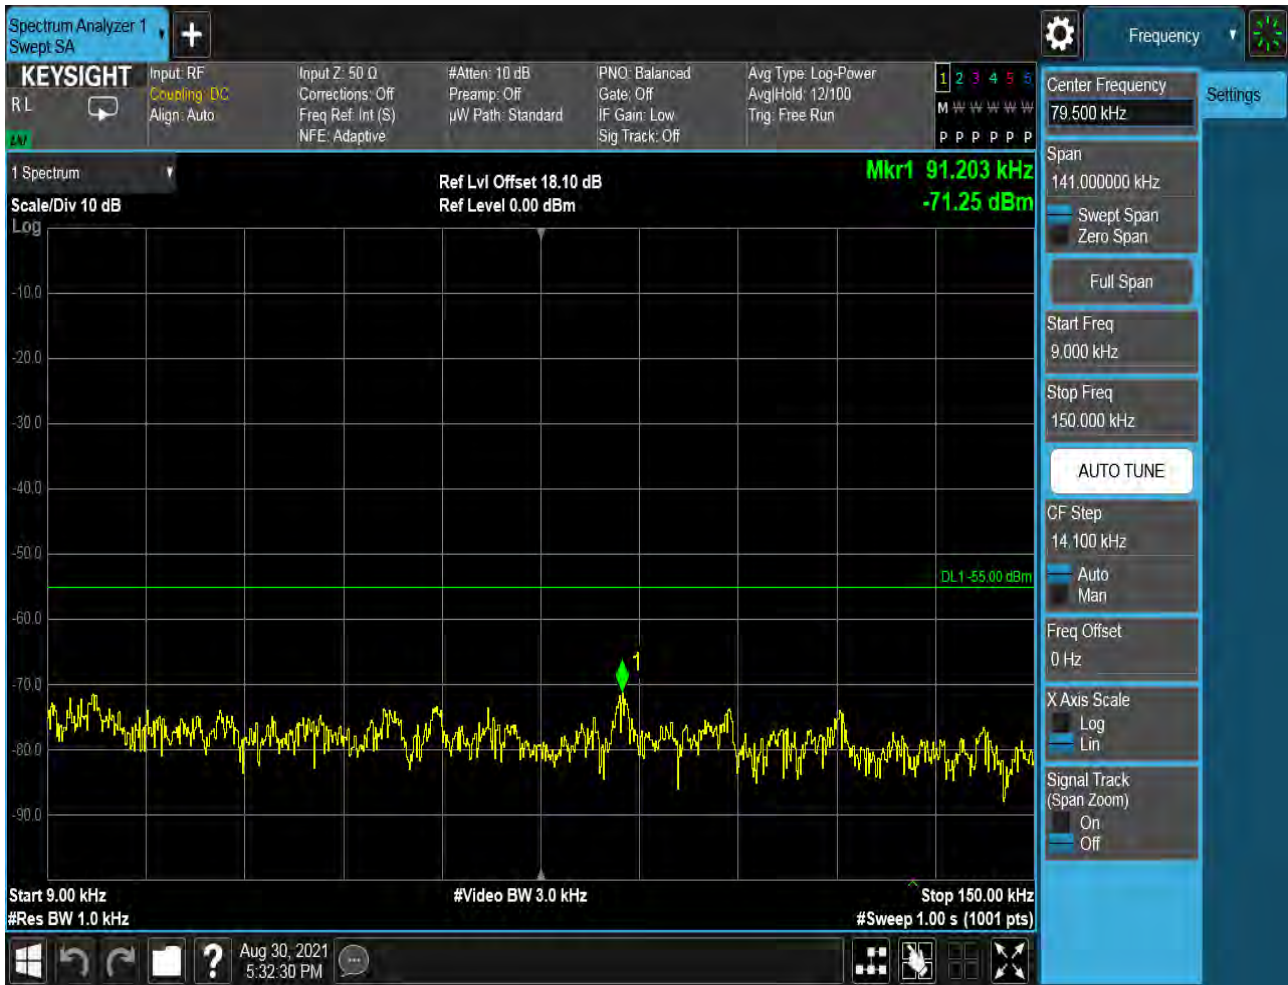 Spectrum Analyzer 1
Swept SA
+
Frequency
KEYSIGHT
R L
Input: RF
Coupling: DC
Align: Auto
Input Z: 50 Ω
Corrections: Off
Freq Ref: Int (S)
NFE: Adaptive
#Atten: 10 dB
Preamp: Off
µW Path: Standard
PNO: Balanced
Gate: Off
IF Gain: Low
Sig Track: Off
Avg Type: Log-Power
Avg|Hold: 12/100
Trig: Free Run
1 2 3 4 5 6
M W W W W W
P P P P P P
1 Spectrum
Scale/Div 10 dB
Log
Ref Lvl Offset 18.10 dB
Ref Level 0.00 dBm
Mkr1 91.203 kHz
-71.25 dBm
-10.0
-20.0
-30.0
-40.0
-50.0
-60.0
-70.0
-80.0
-90.0
DL1 -55.00 dBm
1
Start 9.00 kHz
#Res BW 1.0 kHz
#Video BW 3.0 kHz
Stop 150.00 kHz
#Sweep 1.00 s (1001 pts)
Center Frequency
79.500 kHz
Settings
Span
141.000000 kHz
Swept Span
Zero Span
Full Span
Start Freq
9.000 kHz
Stop Freq
150.000 kHz
AUTO TUNE
CF Step
14.100 kHz
Auto
Man
Freq Offset
0 Hz
X Axis Scale
Log
Lin
Signal Track
(Span Zoom)
On
Off
?
Aug 30, 2021
5:32:30 PM